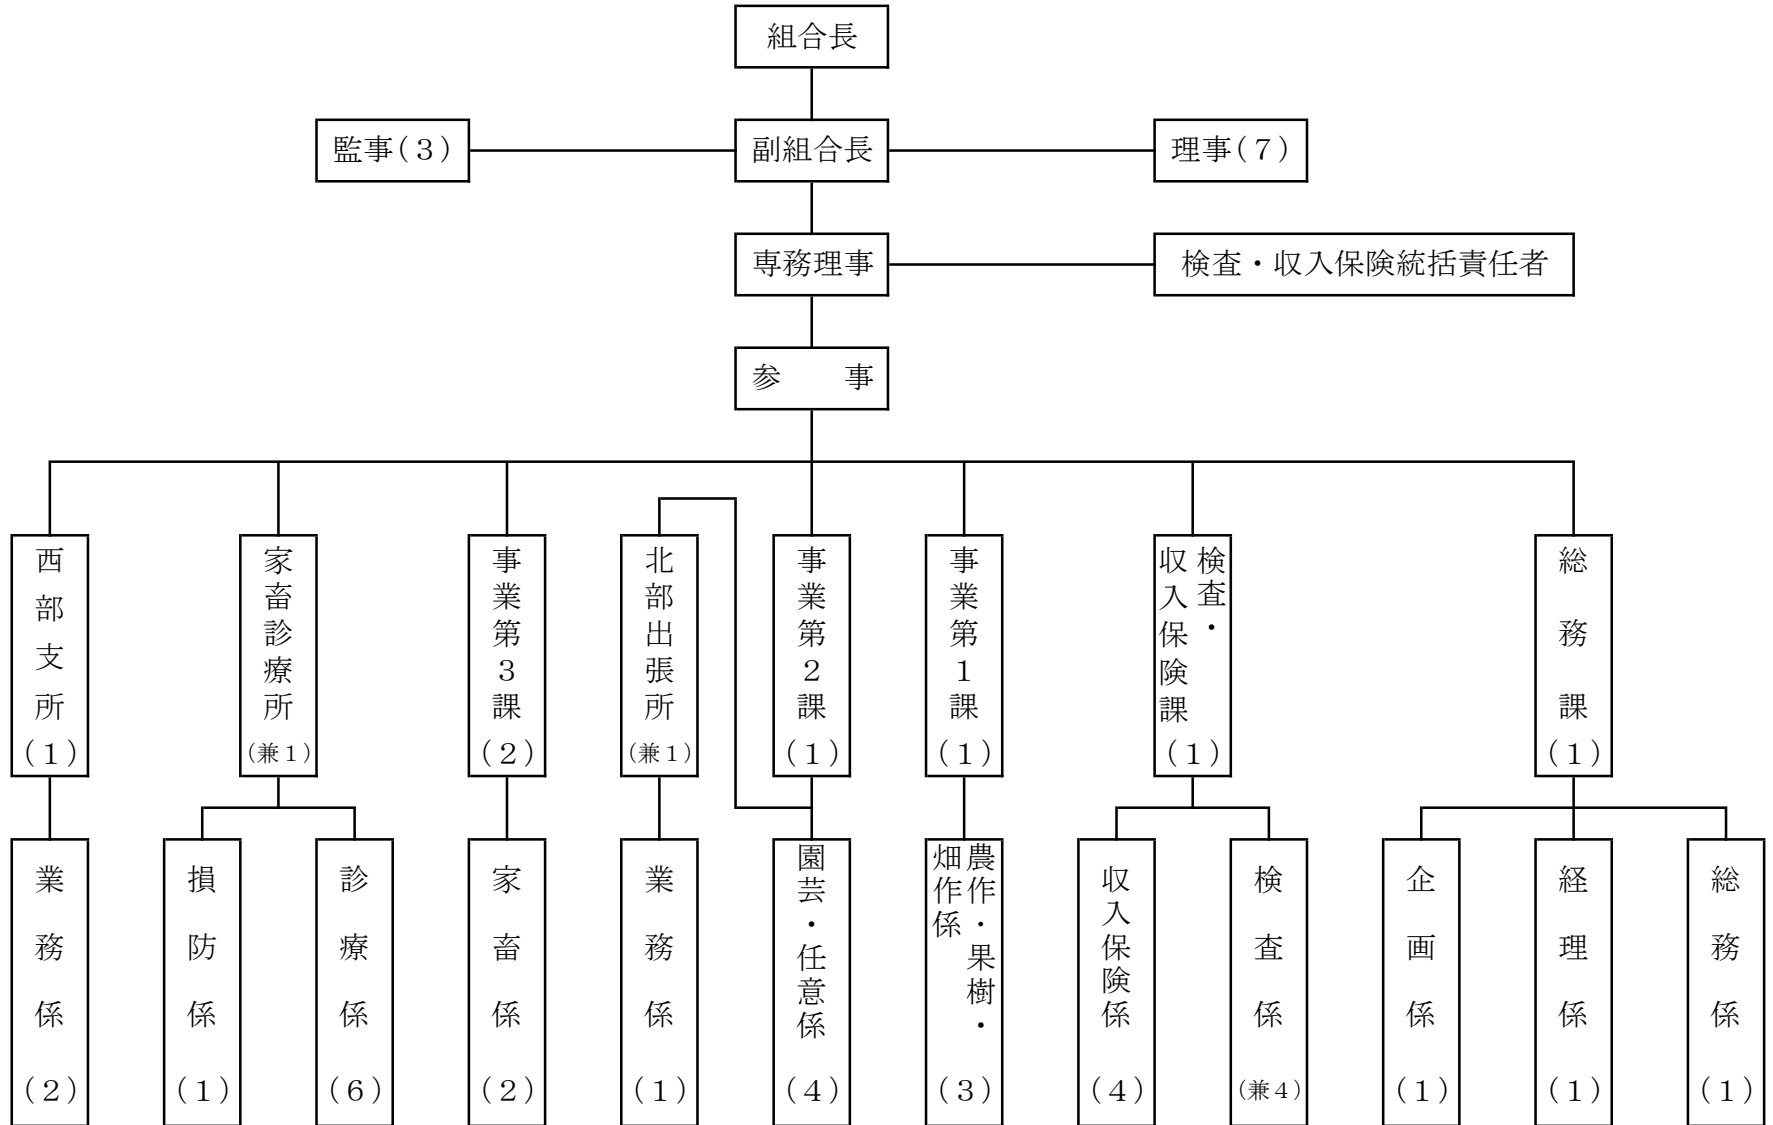 組合長
監事(３)
副組合長
理事(７)
専務理事
検査・収入保険統括責任者
参　事
西部支所
(１)
家畜診療所
(兼１)
事業第３課
(２)
北部出張所
(兼１)
事業第２課
(１)
事業第１課
(１)
検査・
収入保険課
(１)
総務課
(１)
業務係
(２)
損防係
(１)
診療係
(６)
家畜係
(２)
業務係
(１)
園芸・任意係
(４)
農作・果樹・
畑作係
(３)
収入保険係
(４)
検査係
(兼４)
企画係
(１)
経理係
(１)
総務係
(１)